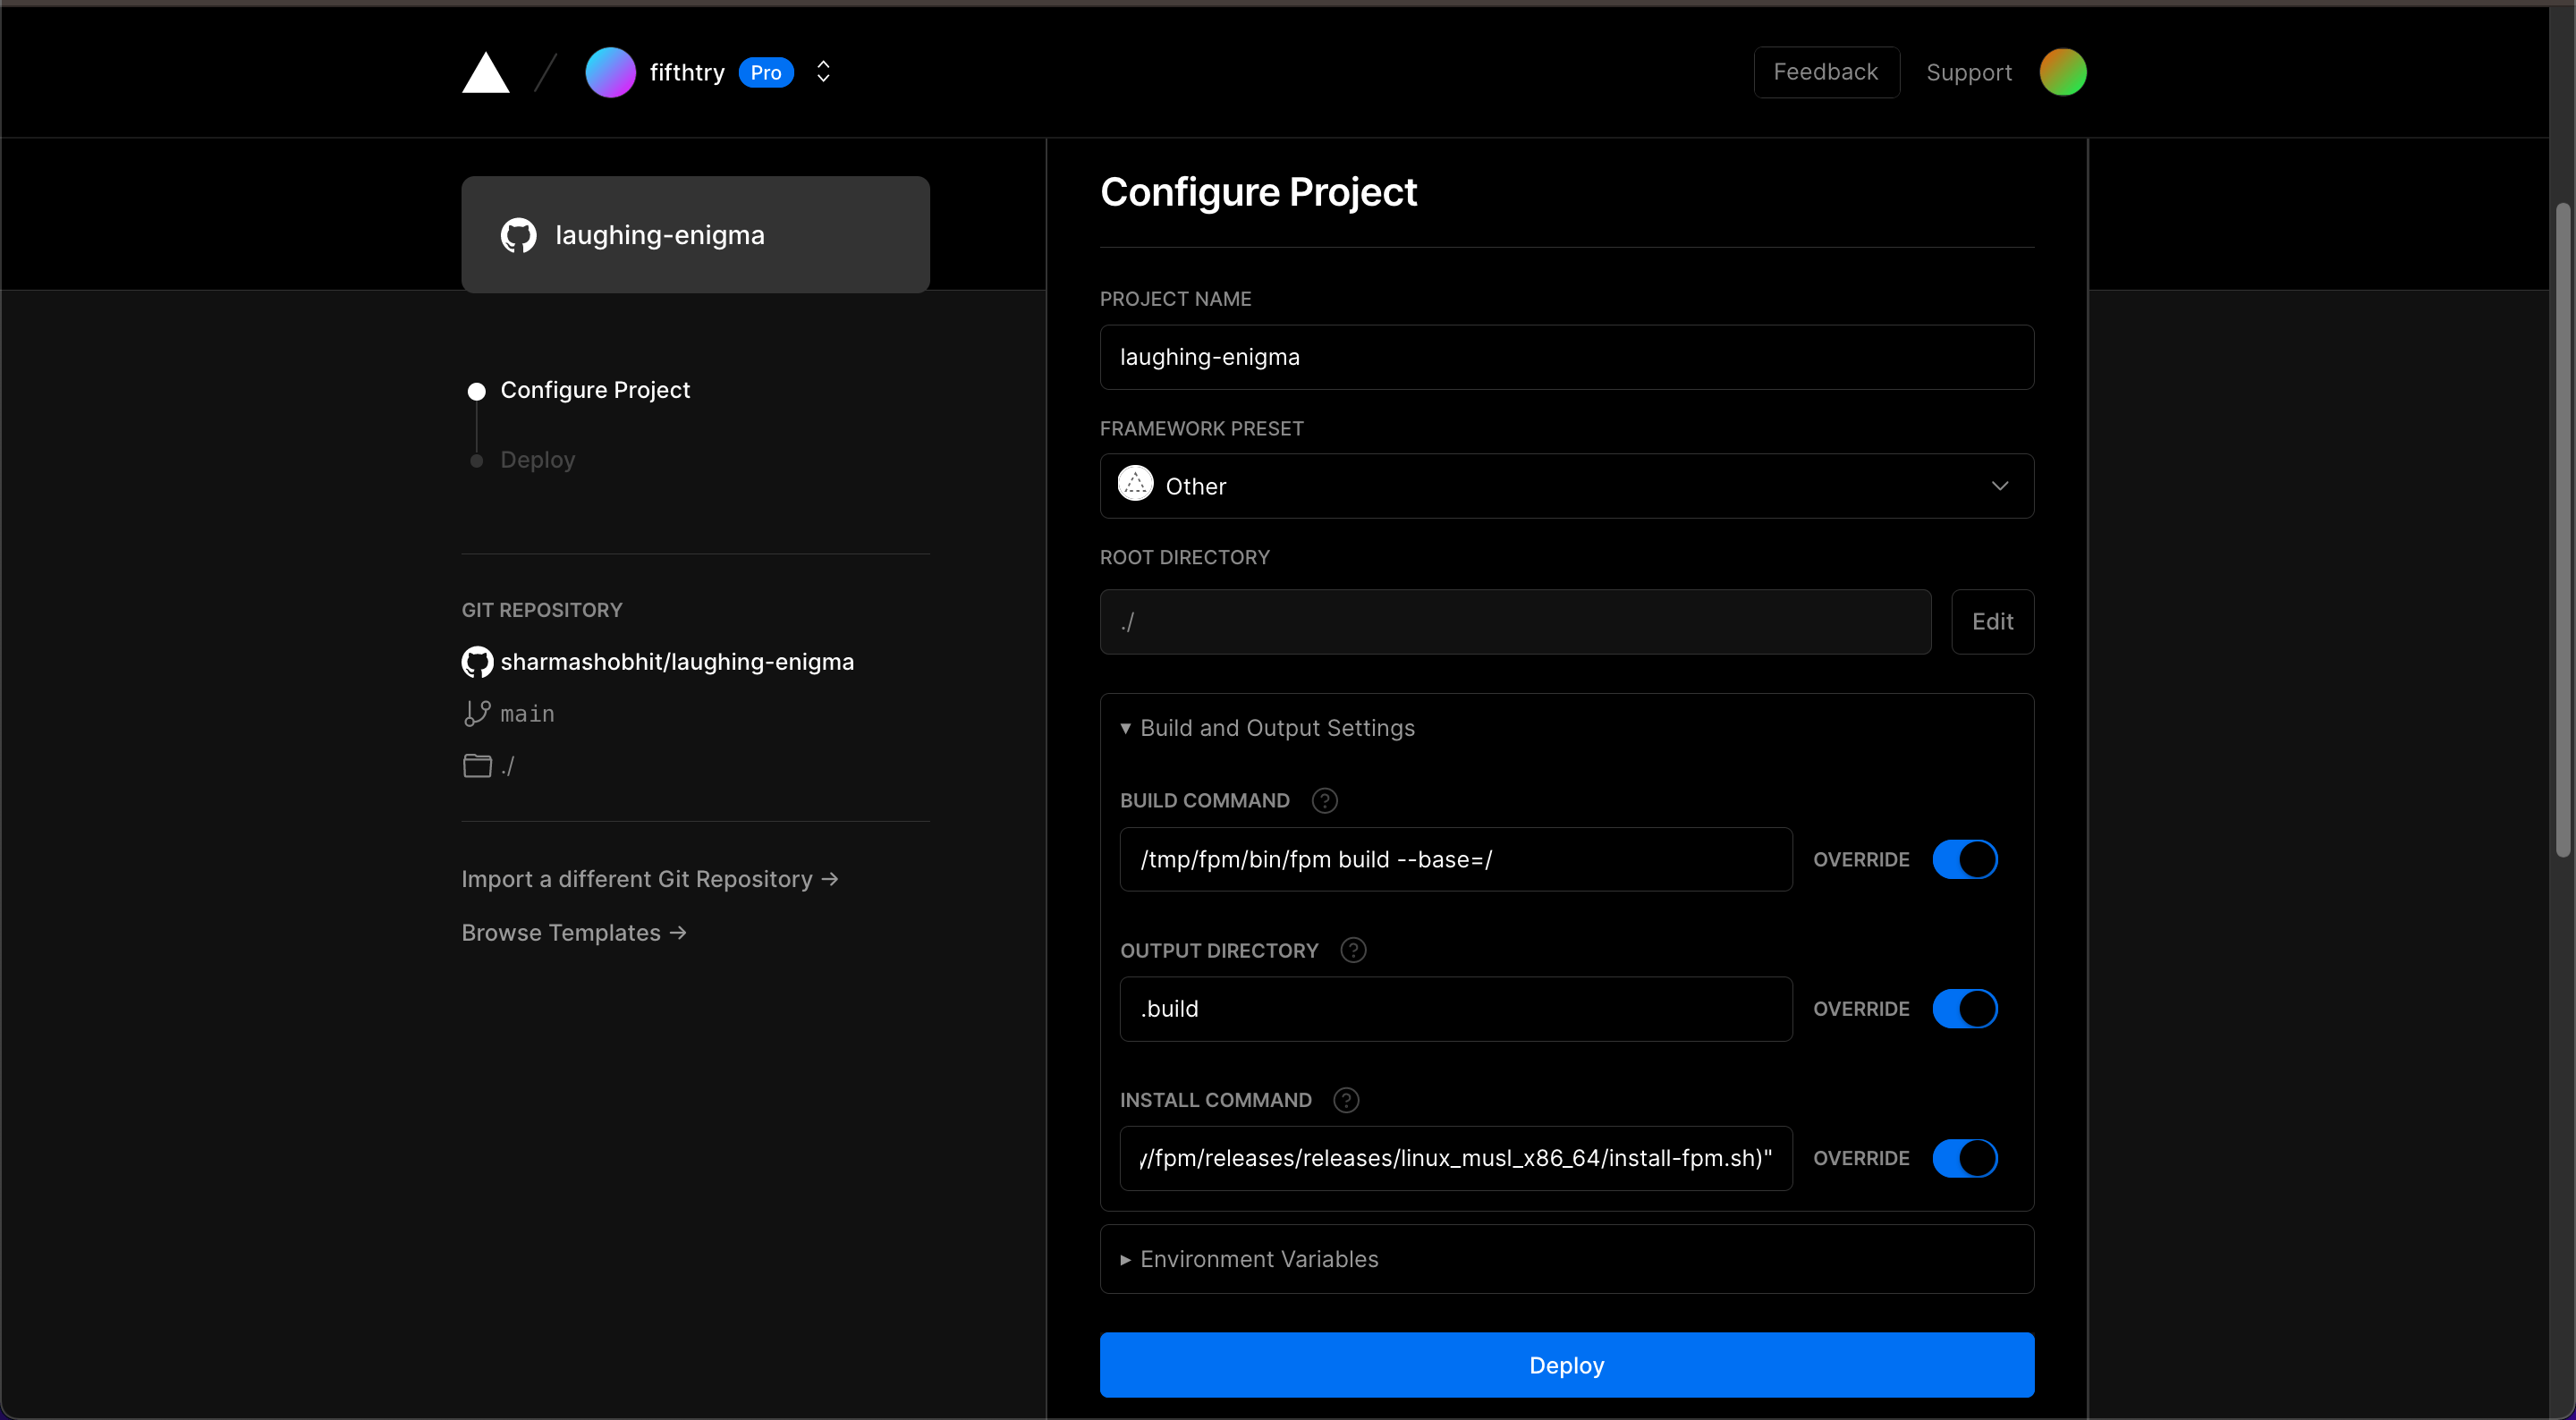 fifthtry Pro
Feedback Support
laughing-enigma
Configure Project
Deploy
GIT REPOSITORY
sharmashobhit/laughing-enigma
main
./
Import a different Git Repository →
Browse Templates →
Configure Project
PROJECT NAME
laughing-enigma
FRAMEWORK PRESET
Other
ROOT DIRECTORY
./ Edit
▾ Build and Output Settings
BUILD COMMAND ?
/tmp/fpm/bin/fpm build --base=/ OVERRIDE
OUTPUT DIRECTORY ?
.build OVERRIDE
INSTALL COMMAND ?
y/fpm/releases/releases/linux_musl_x86_64/install-fpm.sh)" OVERRIDE
▸ Environment Variables
Deploy